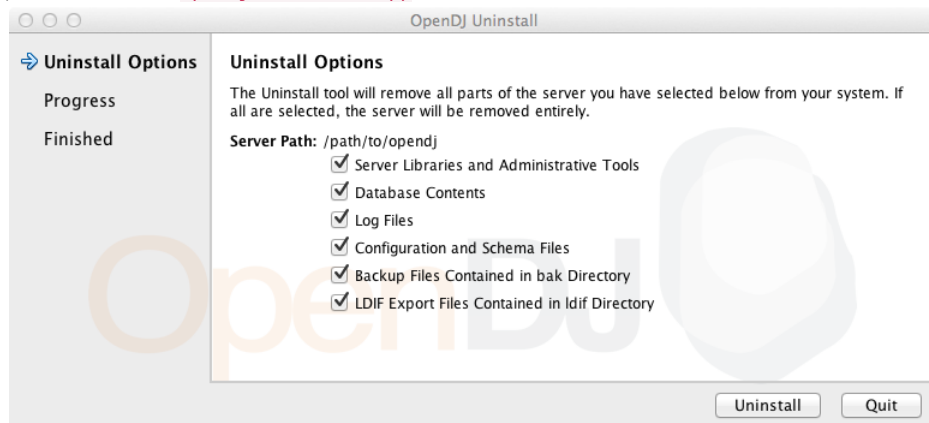 OpenDJ Uninstall
Uninstall Options
Progress
Finished
Uninstall Options
The Uninstall tool will remove all parts of the server you have selected below from your system. If
all are selected, the server will be removed entirely.
Server Path: /path/to/opendj
Server Libraries and Administrative Tools
Database Contents
Log Files
Configuration and Schema Files
Backup Files Contained in bak Directory
LDIF Export Files Contained in ldif Directory
OpenDJ
Uninstall
Quit